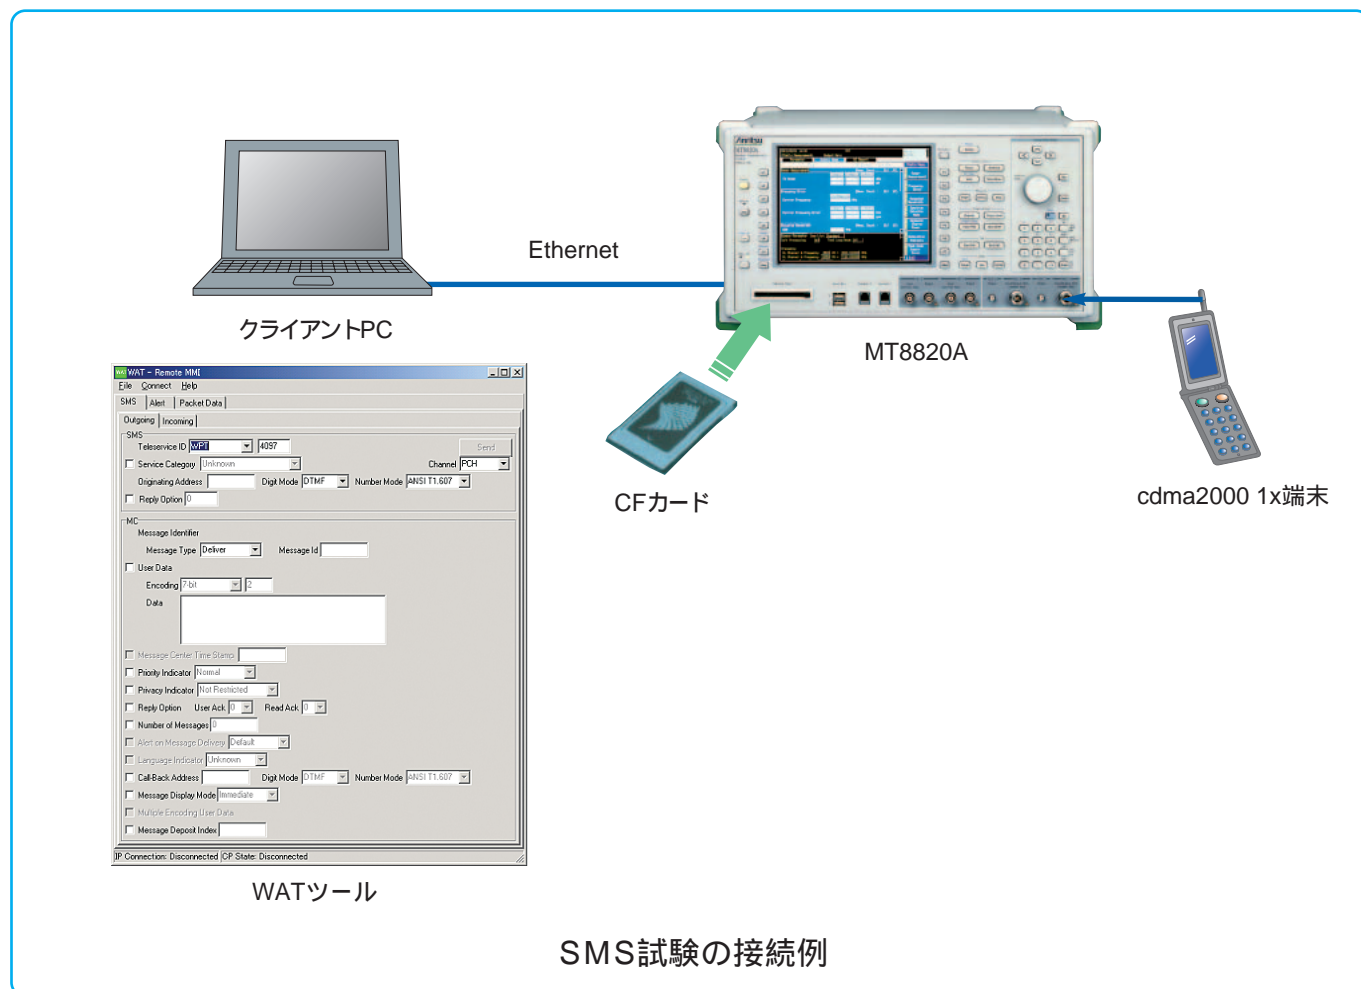 Anritsu
MT8820A
Ethernet
クライアントPC
MT8820A
CFカード
cdma2000 1x端末
WAT WAT - Remote MMI
File Connect Help
SMS Alert Packet Data
Outgoing Incoming
SMS
Teleservice ID WPT 4097 Send
Service Category Unknown Channel PCH
Originating Address Digit Mode DTMF Number Mode ANSI T1.607
Reply Option 0
MC
Message Identifier
Message Type Deliver Message Id
User Data
Encoding 7-bit 2
Data
Message Center Time Stamp
Priority Indicator Normal
Privacy Indicator Not Restricted
Reply Option User Ack 0 Read Ack 0
Number of Messages 0
Alert on Message Delivery Default
Language Indicator Unknown
Call-Back Address Digit Mode DTMF Number Mode ANSI T1.607
Message Display Mode Immediate
Multiple Encoding User Data
Message Deposit Index
IP Connection: Disconnected CP State: Disconnected
WATツール
SMS試験の接続例